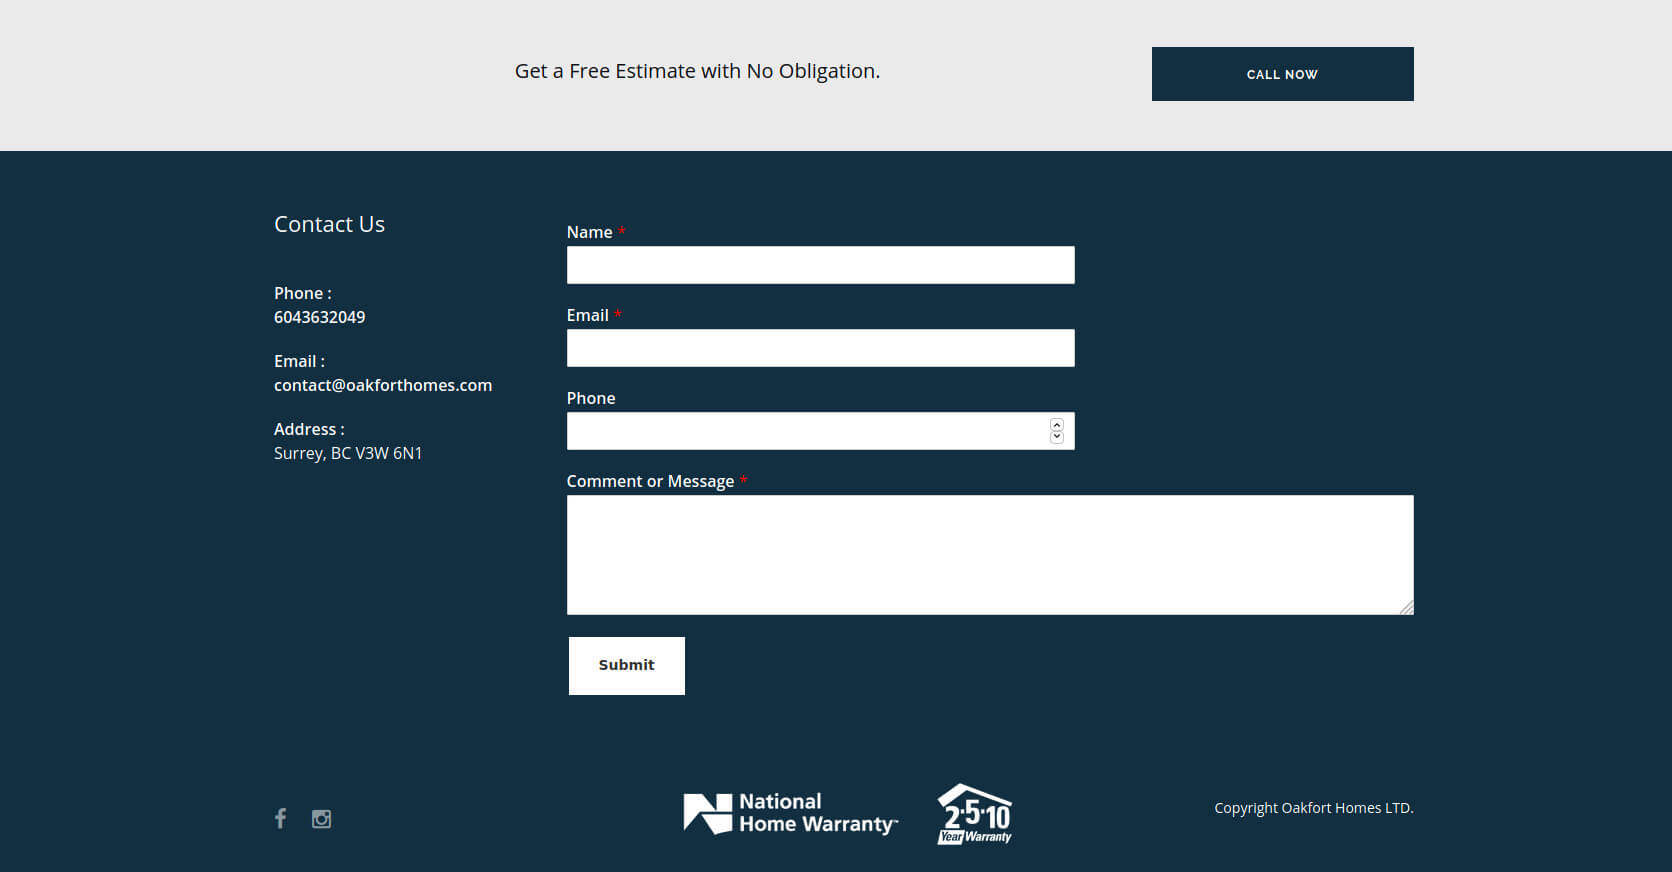 Get a Free Estimate with No Obligation.
CALL NOW
Contact Us
Phone :
6043632049
Email :
contact@oakforthomes.com
Address :
Surrey, BC V3W 6N1
Name *
Email *
Phone
Comment or Message *
Submit
National
Home Warranty™
2·5·10
Year Warranty
Copyright Oakfort Homes LTD.